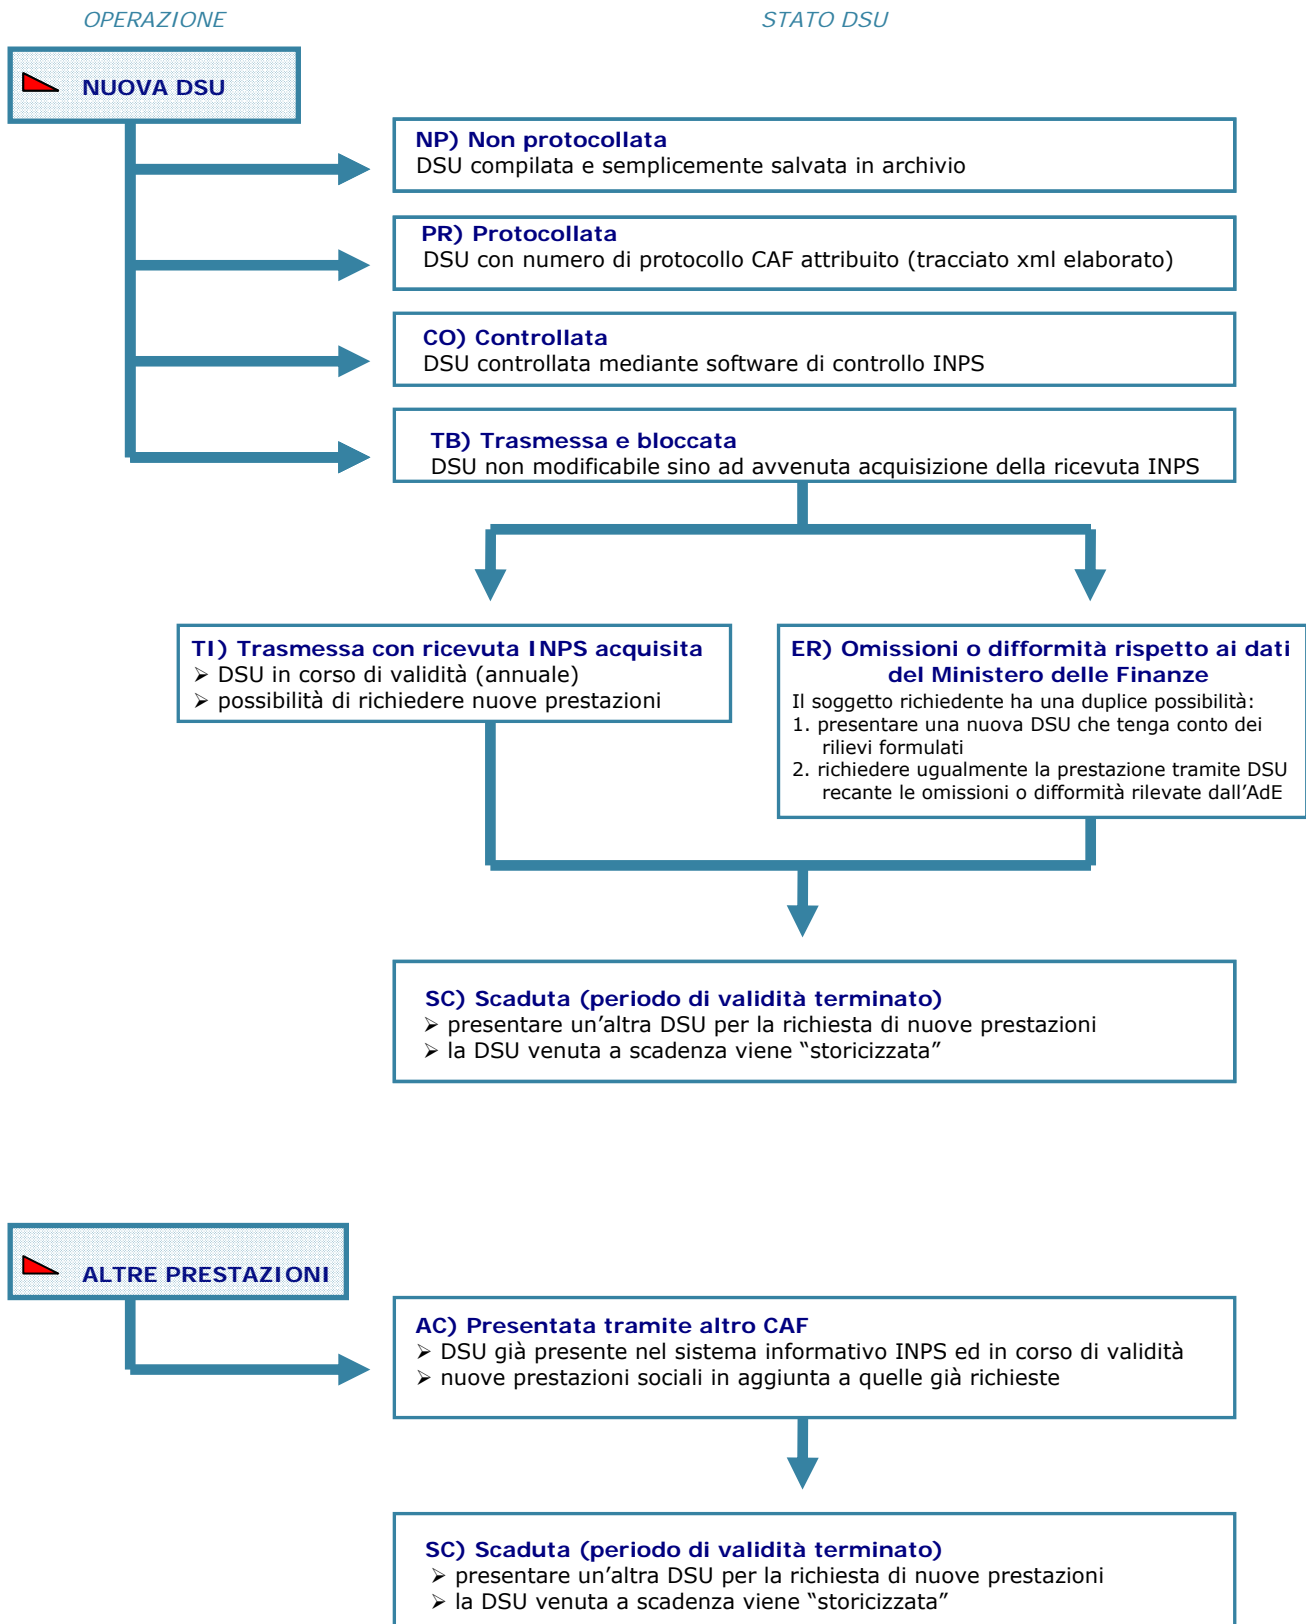 OPERAZIONE
STATO DSU
NUOVA DSU
NP) Non protocollata
DSU compilata e semplicemente salvata in archivio
PR) Protocollata
DSU con numero di protocollo CAF attribuito (tracciato xml elaborato)
CO) Controllata
DSU controllata mediante software di controllo INPS
TB) Trasmessa e bloccata
DSU non modificabile sino ad avvenuta acquisizione della ricevuta INPS
TI) Trasmessa con ricevuta INPS acquisita
➢ DSU in corso di validità (annuale)
➢ possibilità di richiedere nuove prestazioni
ER) Omissioni o difformità rispetto ai dati
del Ministero delle Finanze
Il soggetto richiedente ha una duplice possibilità:
1. presentare una nuova DSU che tenga conto dei
rilievi formulati
2. richiedere ugualmente la prestazione tramite DSU
recante le omissioni o difformità rilevate dall'AdE
SC) Scaduta (periodo di validità terminato)
➢ presentare un'altra DSU per la richiesta di nuove prestazioni
➢ la DSU venuta a scadenza viene "storicizzata"
ALTRE PRESTAZIONI
AC) Presentata tramite altro CAF
➢ DSU già presente nel sistema informativo INPS ed in corso di validità
➢ nuove prestazioni sociali in aggiunta a quelle già richieste
SC) Scaduta (periodo di validità terminato)
➢ presentare un'altra DSU per la richiesta di nuove prestazioni
➢ la DSU venuta a scadenza viene "storicizzata"